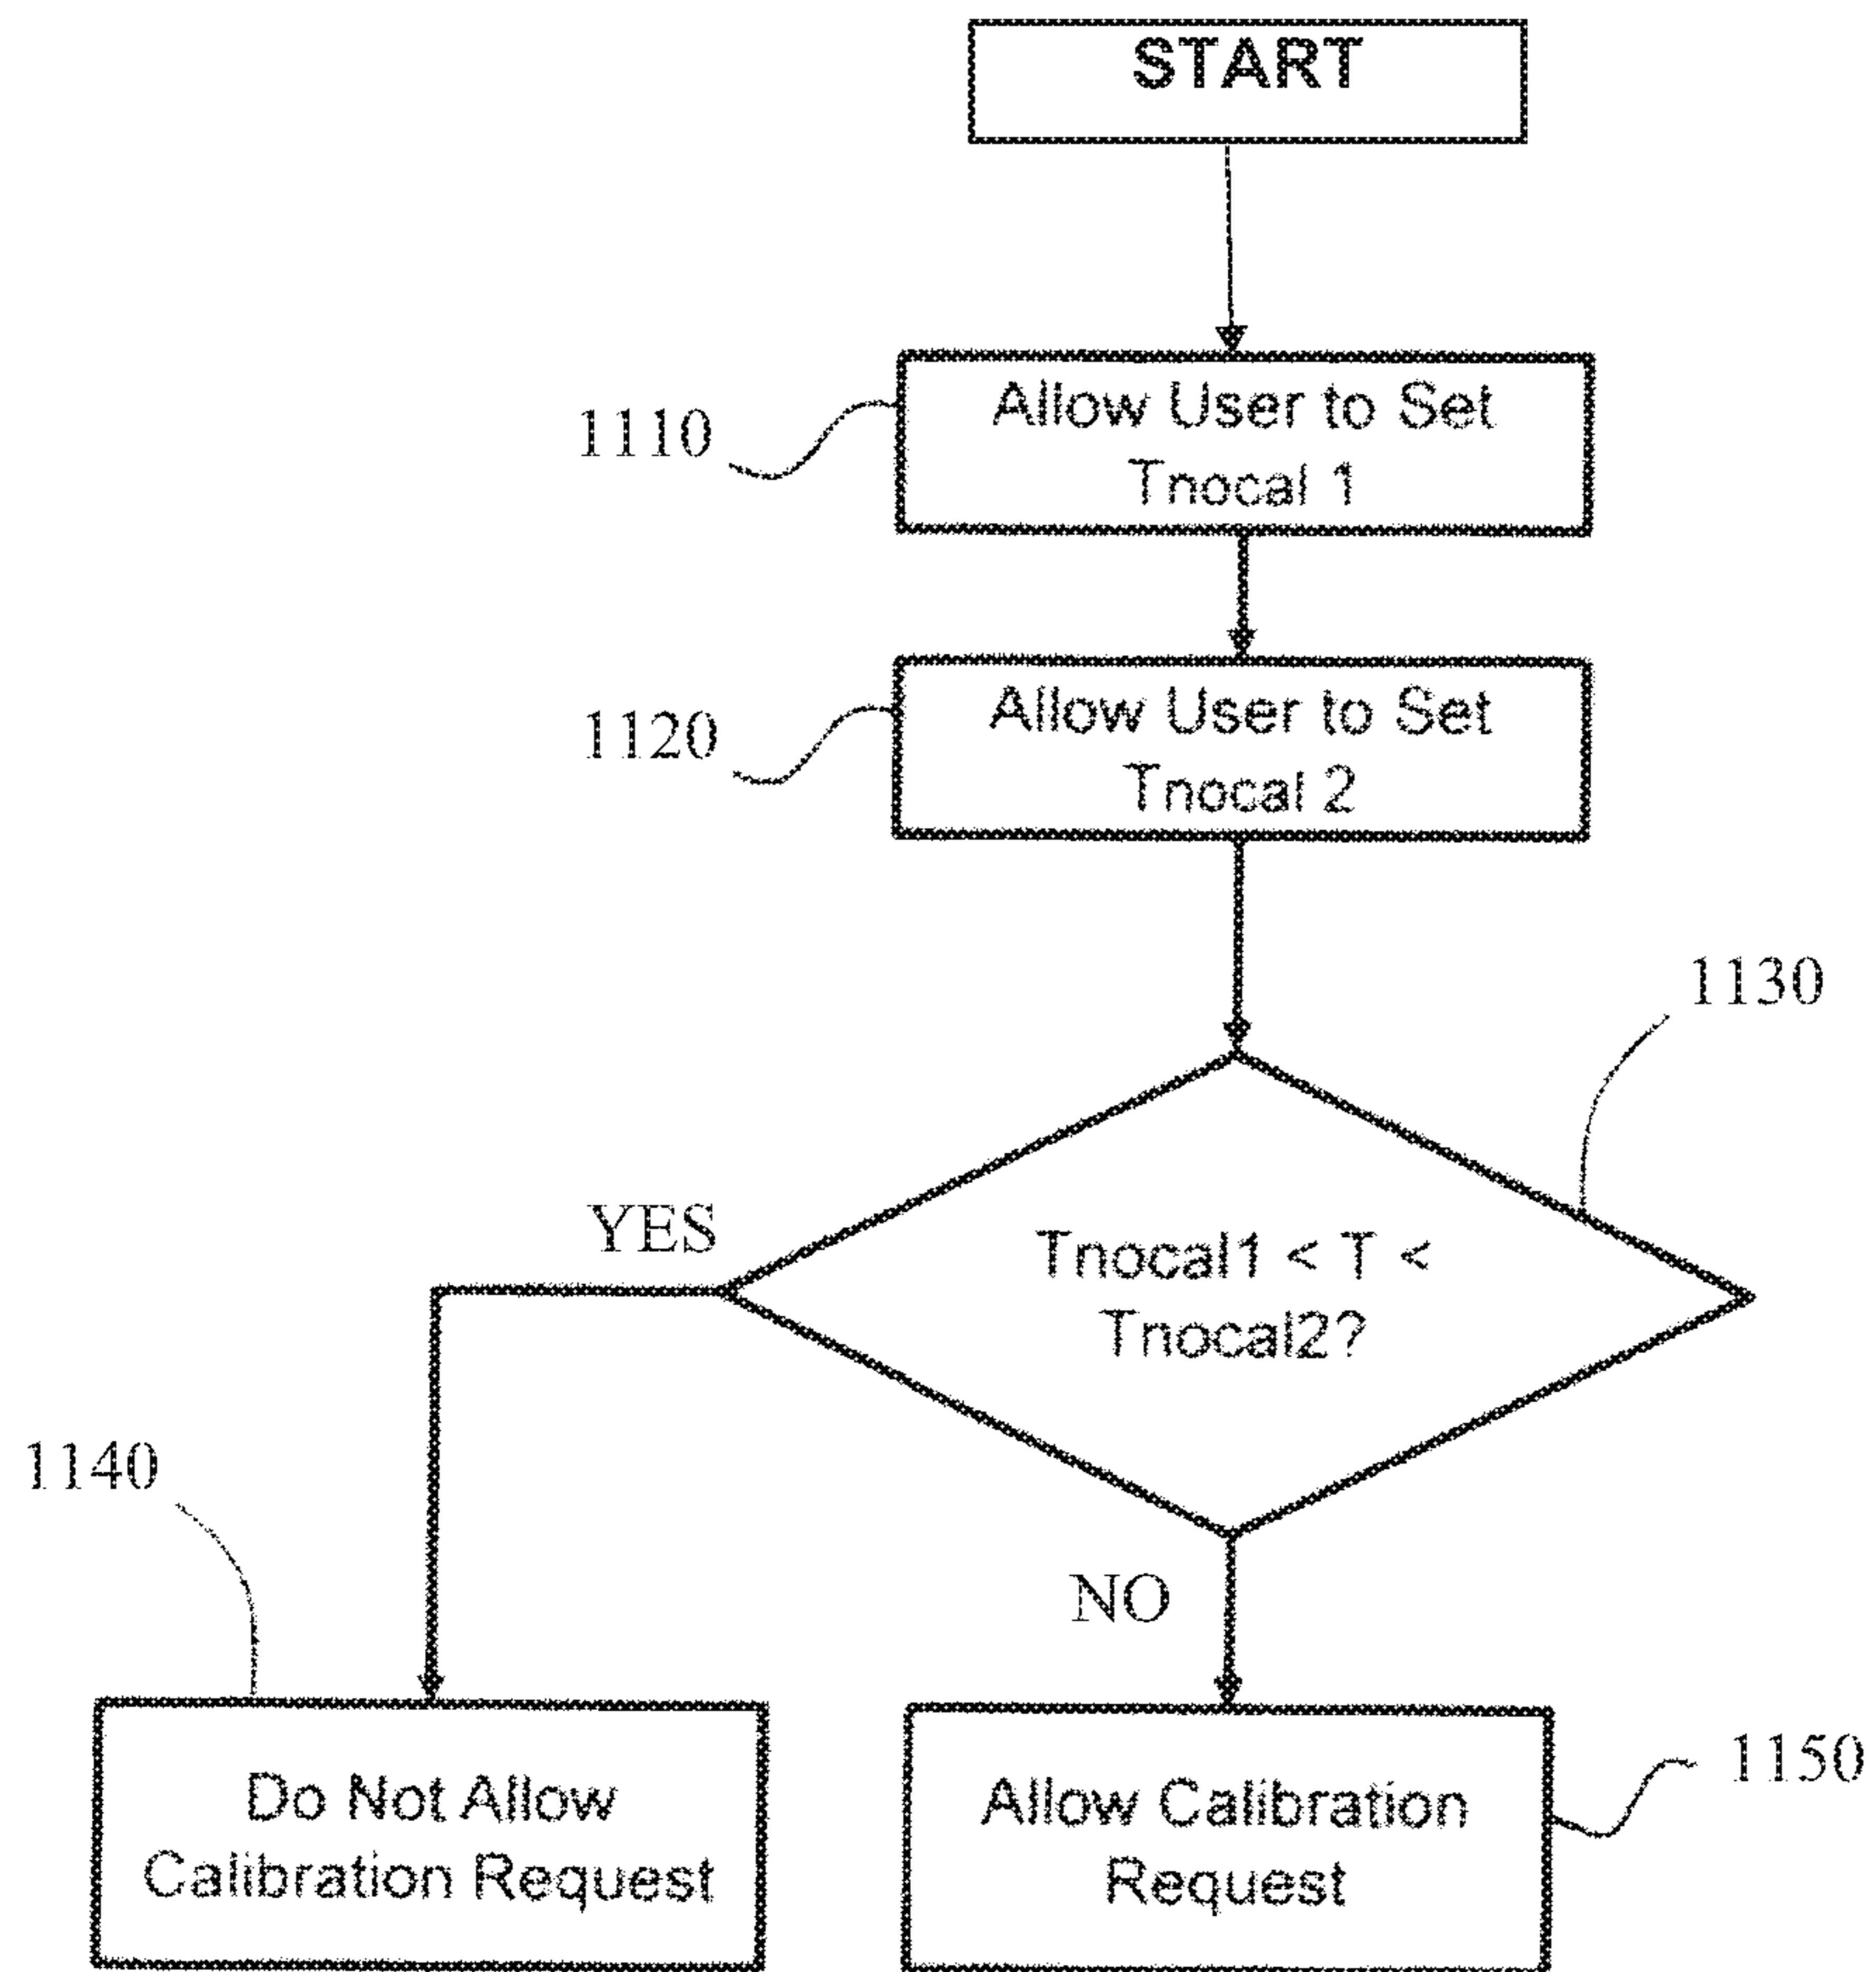 START
1110
Allow User to Set
Tnocal 1
1120
Allow User to Set
Tnocal 2
1130
YES
Tnocal1 < T <
Tnocal2?
1140
NO
Do Not Allow
Calibration Request
Allow Calibration
Request
1150